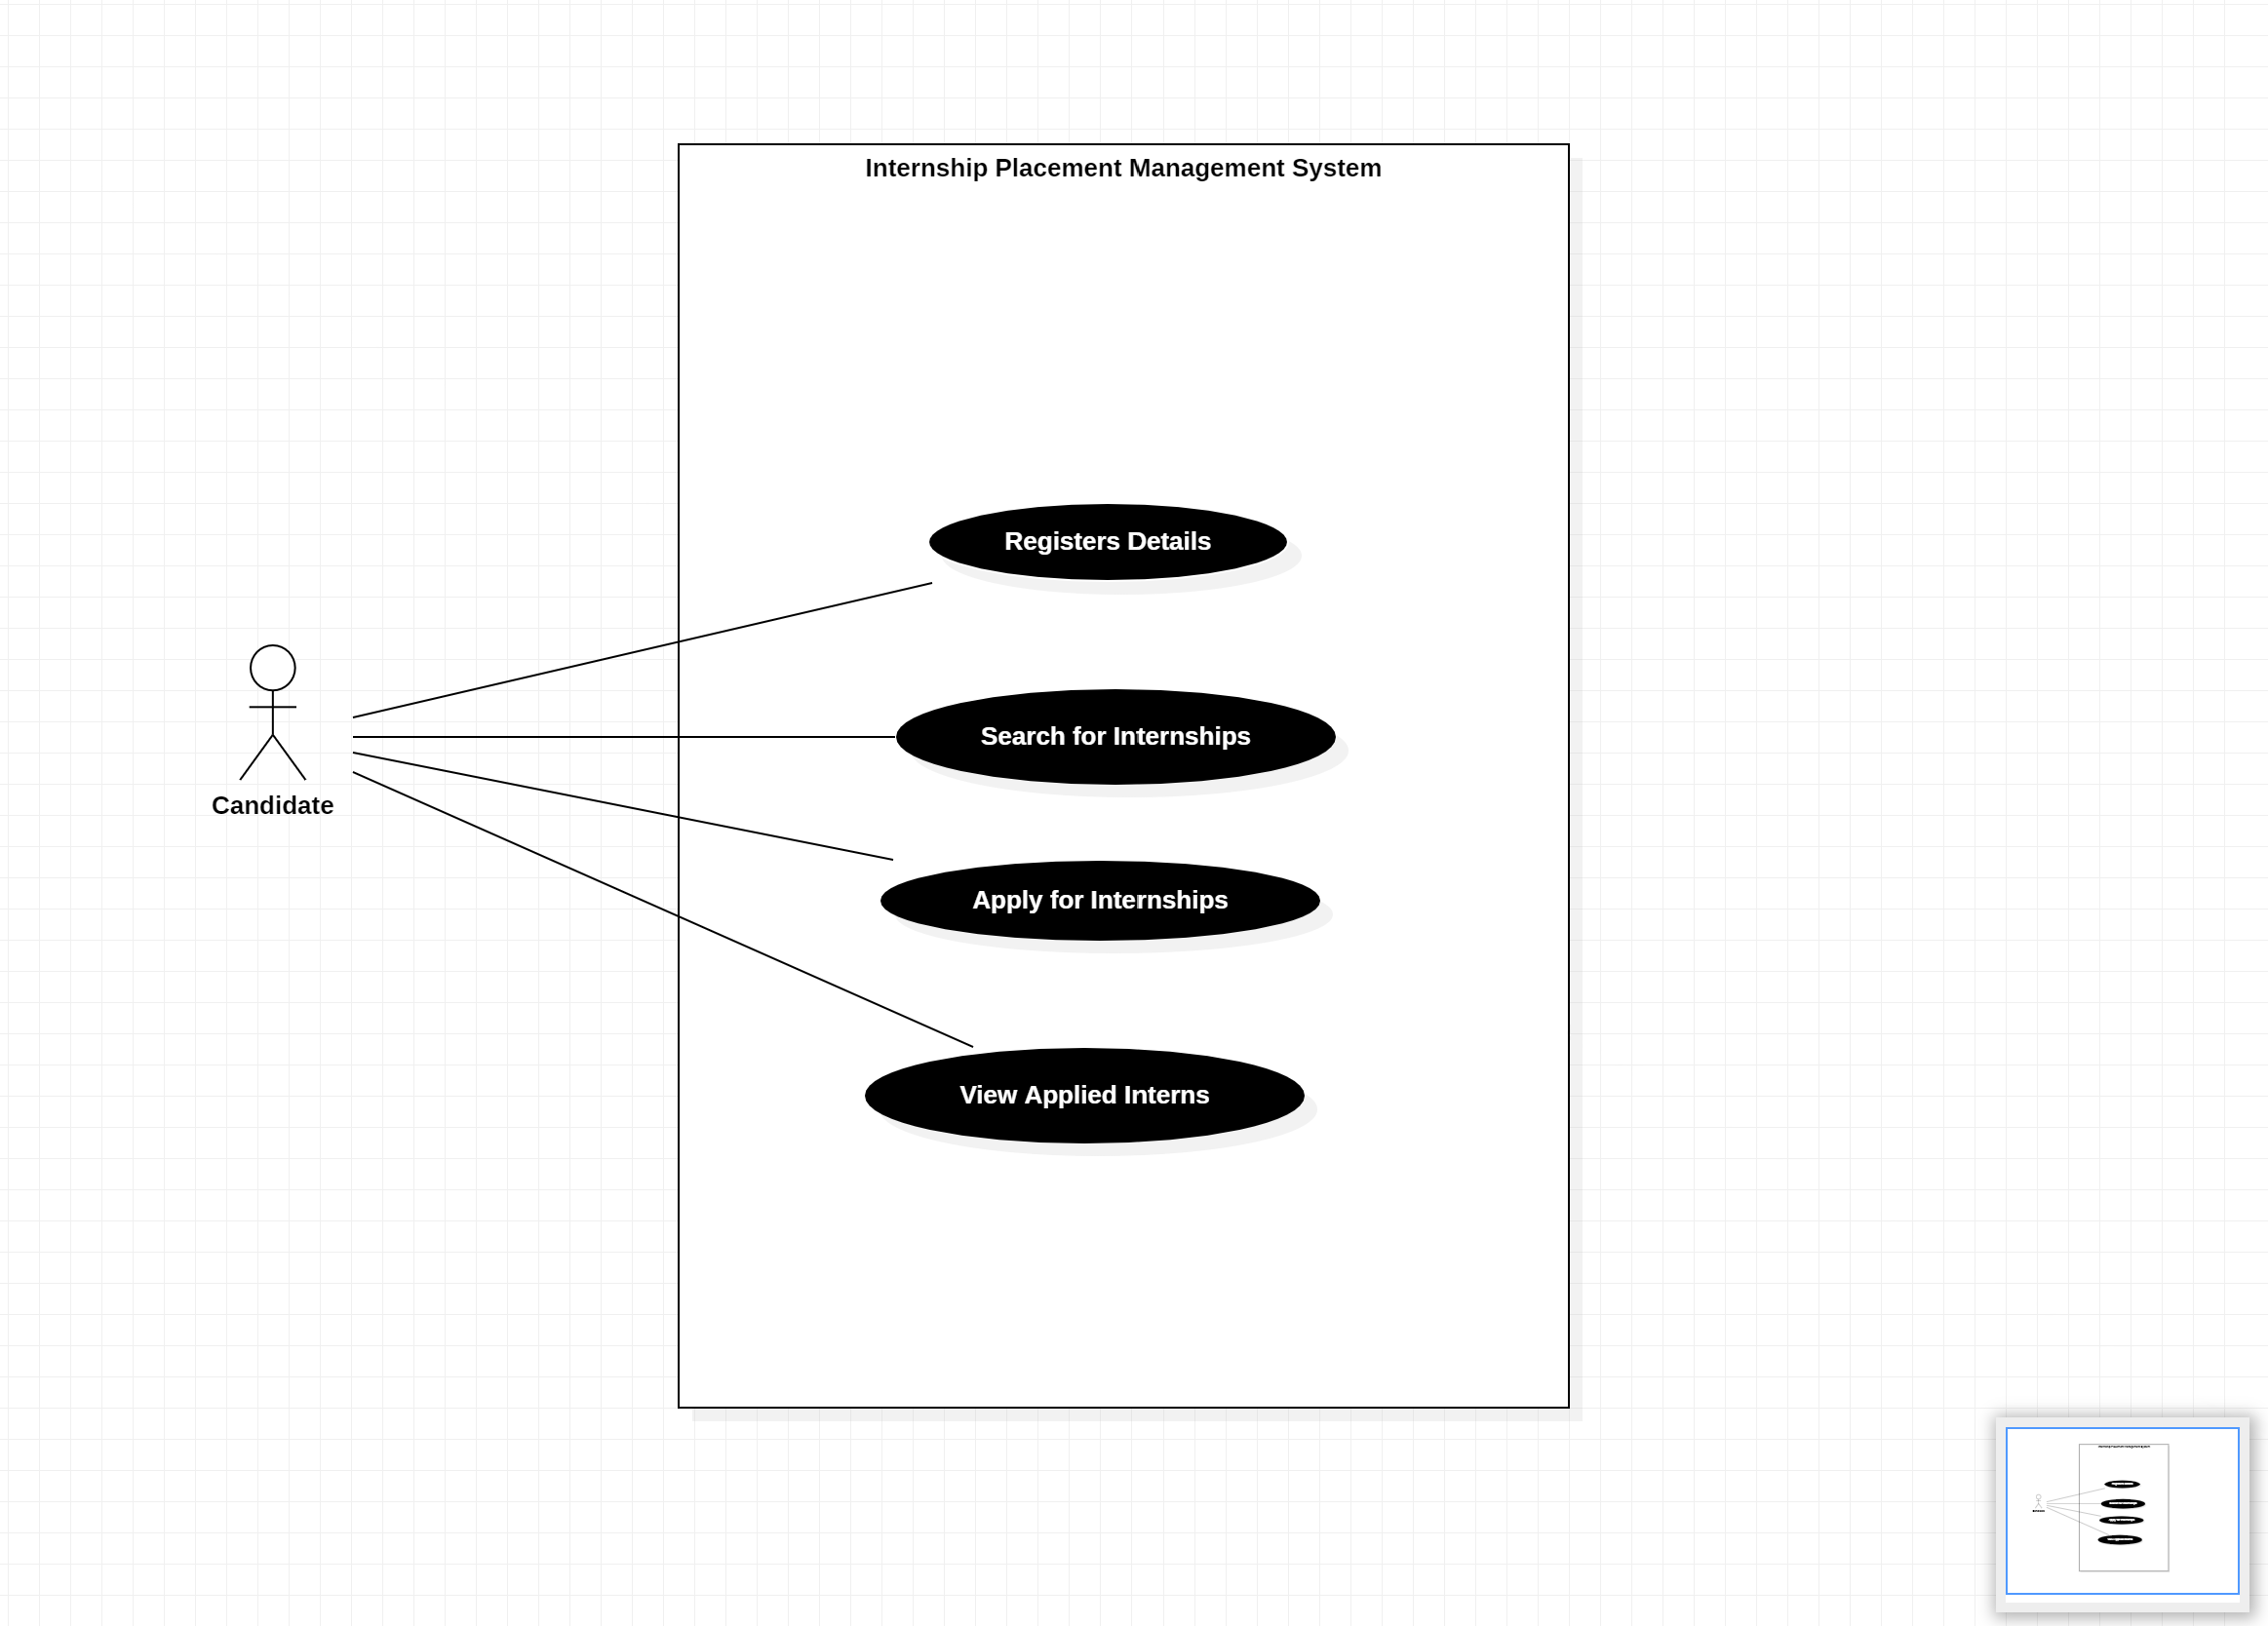 Internship Placement Management System
Registers Details
Search for Internships
Candidate
Apply for Internships
View Applied Interns